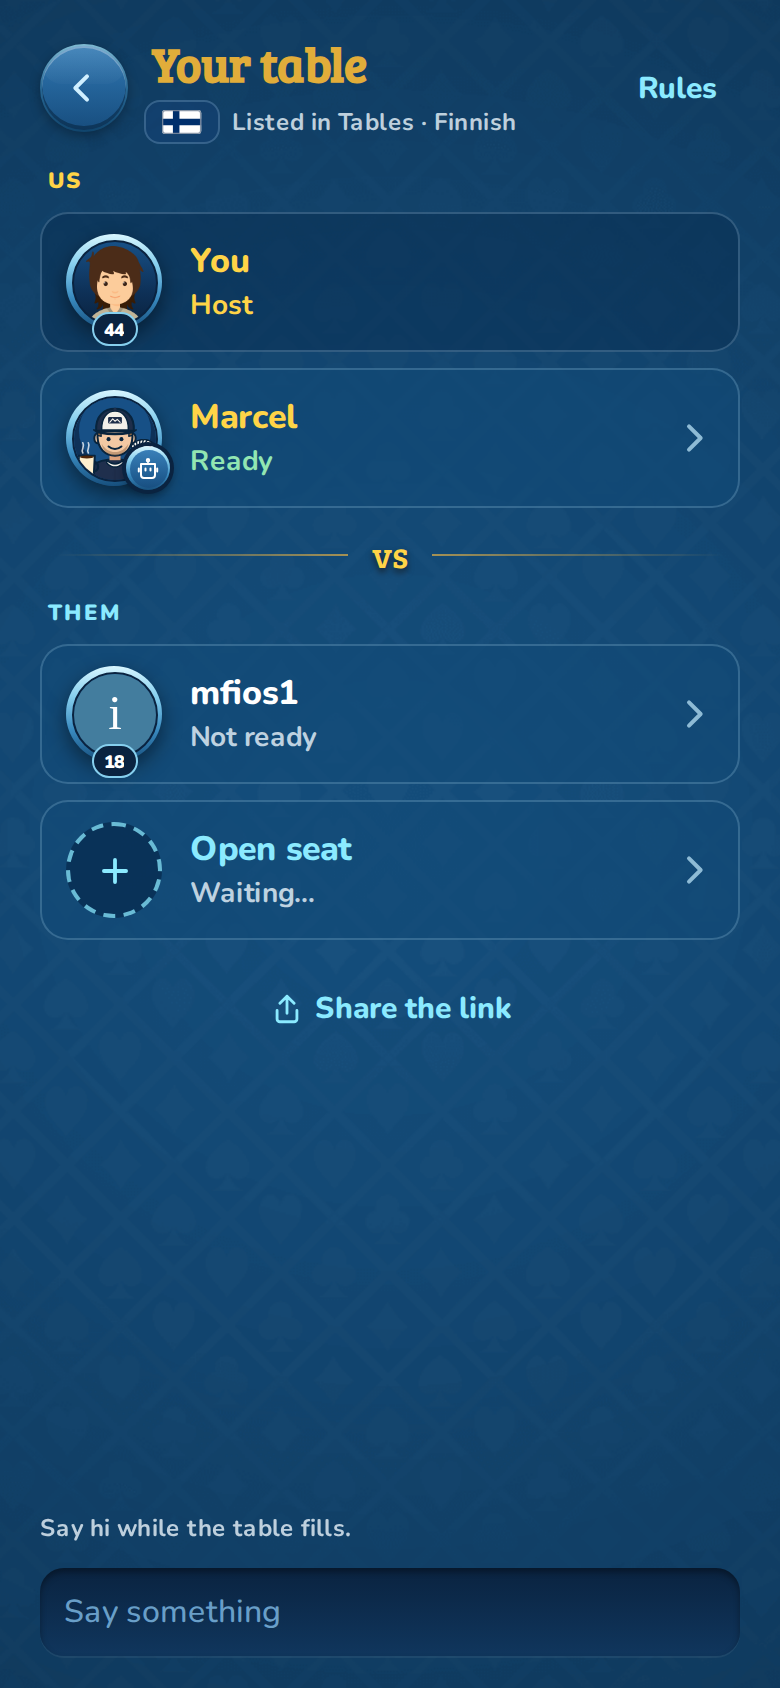 Your table
Rules
Listed in Tables · Finnish
US
You
Host
44
Marcel
Ready
VS
THEM
i
mfios1
Not ready
18
Open seat
Waiting...
Share the link
Say hi while the table fills.
Say something